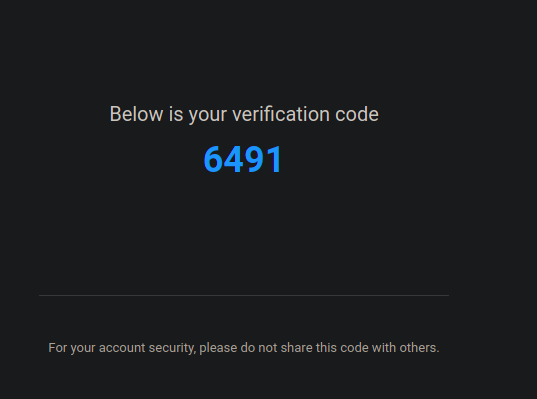 Below is your verification code
6491
For your account security, please do not share this code with others.